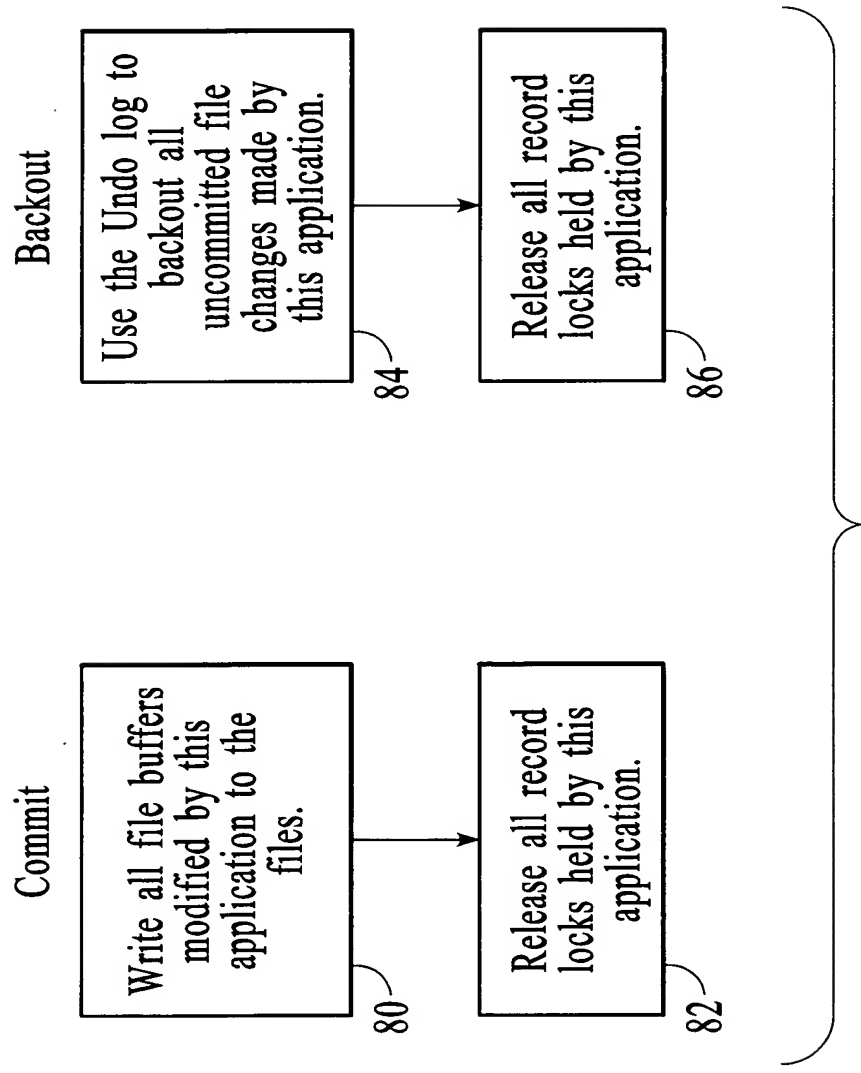 Commit
Write all file buffers
modified by this
application to the
files.
80
Release all record
locks held by this
application.
82
Backout
Use the Undo log to
backout all
uncommitted file
changes made by
this application.
84
Release all record
locks held by this
application.
86